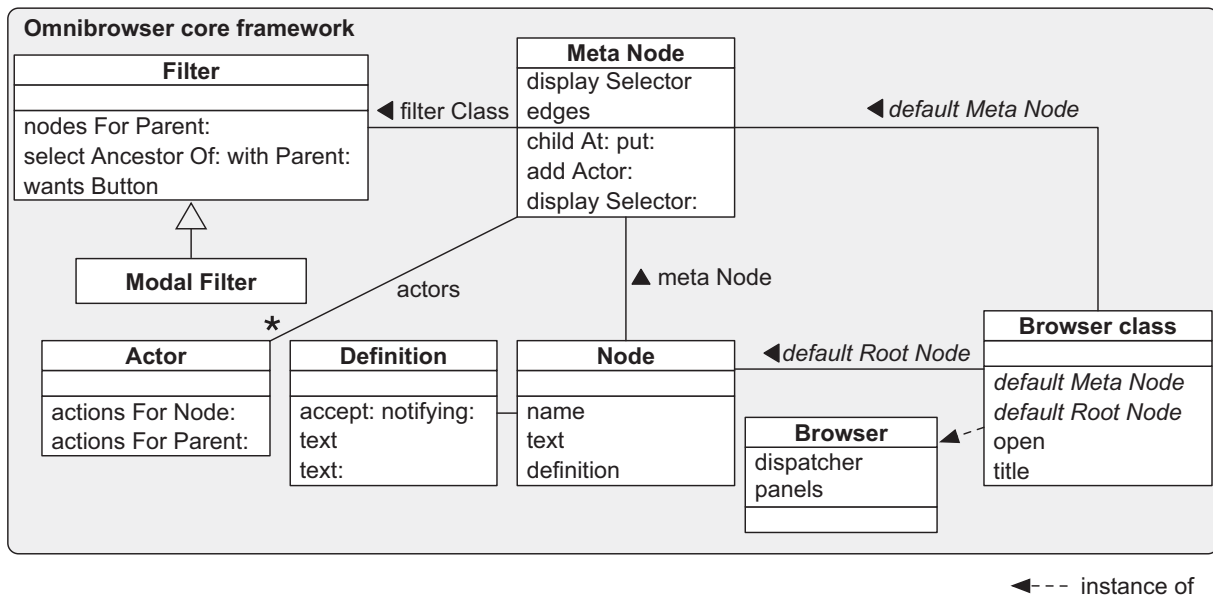 Omnibrowser core framework
Filter
nodes For Parent:
select Ancestor Of: with Parent:
wants Button
filter Class
Meta Node
display Selector
edges
child At: put:
add Actor:
display Selector:
default Meta Node
Modal Filter
actors
*
meta Node
Actor
actions For Node:
actions For Parent:
Definition
accept: notifying:
text
text:
Node
name
text
definition
default Root Node
Browser class
default Meta Node
default Root Node
open
title
Browser
dispatcher
panels
instance of